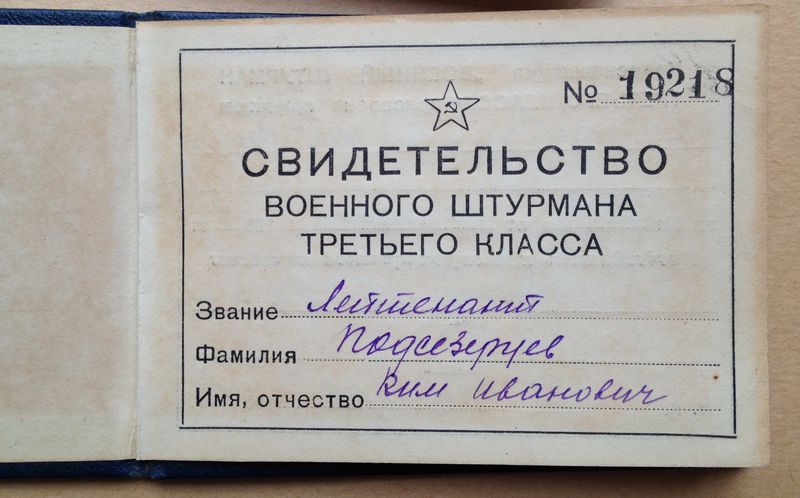 № 19218
СВИДЕТЕЛЬСТВО
ВОЕННОГО ШТУРМАНА
ТРЕТЬЕГО КЛАССА
Звание Лейтенант
Фамилия Подсезерцев
Имя, отчество Ким Иванович